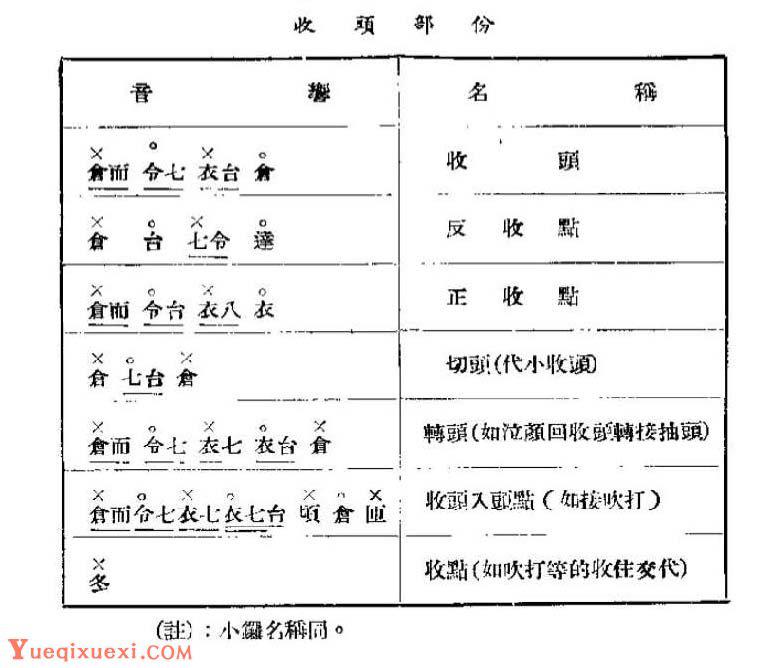 收頭部份
音響 名稱
倉而 令七 衣台 倉 收頭
倉 台 七令 達 反收點
倉而 令台 衣八 衣 正收點
倉 七台 倉 切頭(代小收頭)
倉而 令七 衣七 衣台 倉 轉頭(如泣顏回收頭轉接抽頭)
倉而令七衣七衣七台 頃 倉 匝 收頭入頭點(如接吹打)
冬 收點(如吹打等的收住交代)
(註):小鑼名稱同。
Yueqixuexi.com